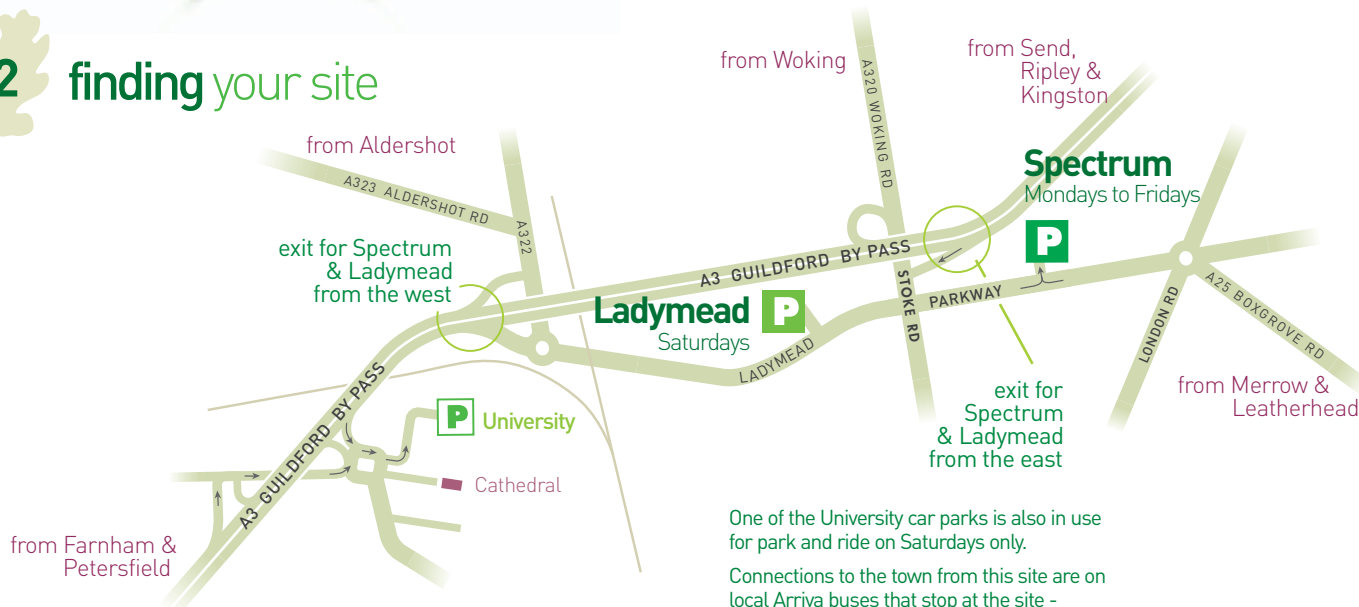 2 finding your site
from Woking
from Send,
Ripley &
Kingston
from Aldershot
A323 ALDERSHOT RD
A322
A320 WOKING RD
Spectrum
Mondays to Fridays
P
exit for Spectrum
& Ladymead
from the west
A3 GUILDFORD BY PASS
STOKE RD
PARKWAY
Ladymead
Saturdays
P
LADYMEAD
LONDON RD
A25 BOXGROVE RD
from Merrow &
Leatherhead
exit for
Spectrum
& Ladymead
from the east
A3 GUILDFORD BY PASS
P University
Cathedral
from Farnham &
Petersfield
One of the University car parks is also in use
for park and ride on Saturdays only.
Connections to the town from this site are on
local Arriva buses that stop at the site -